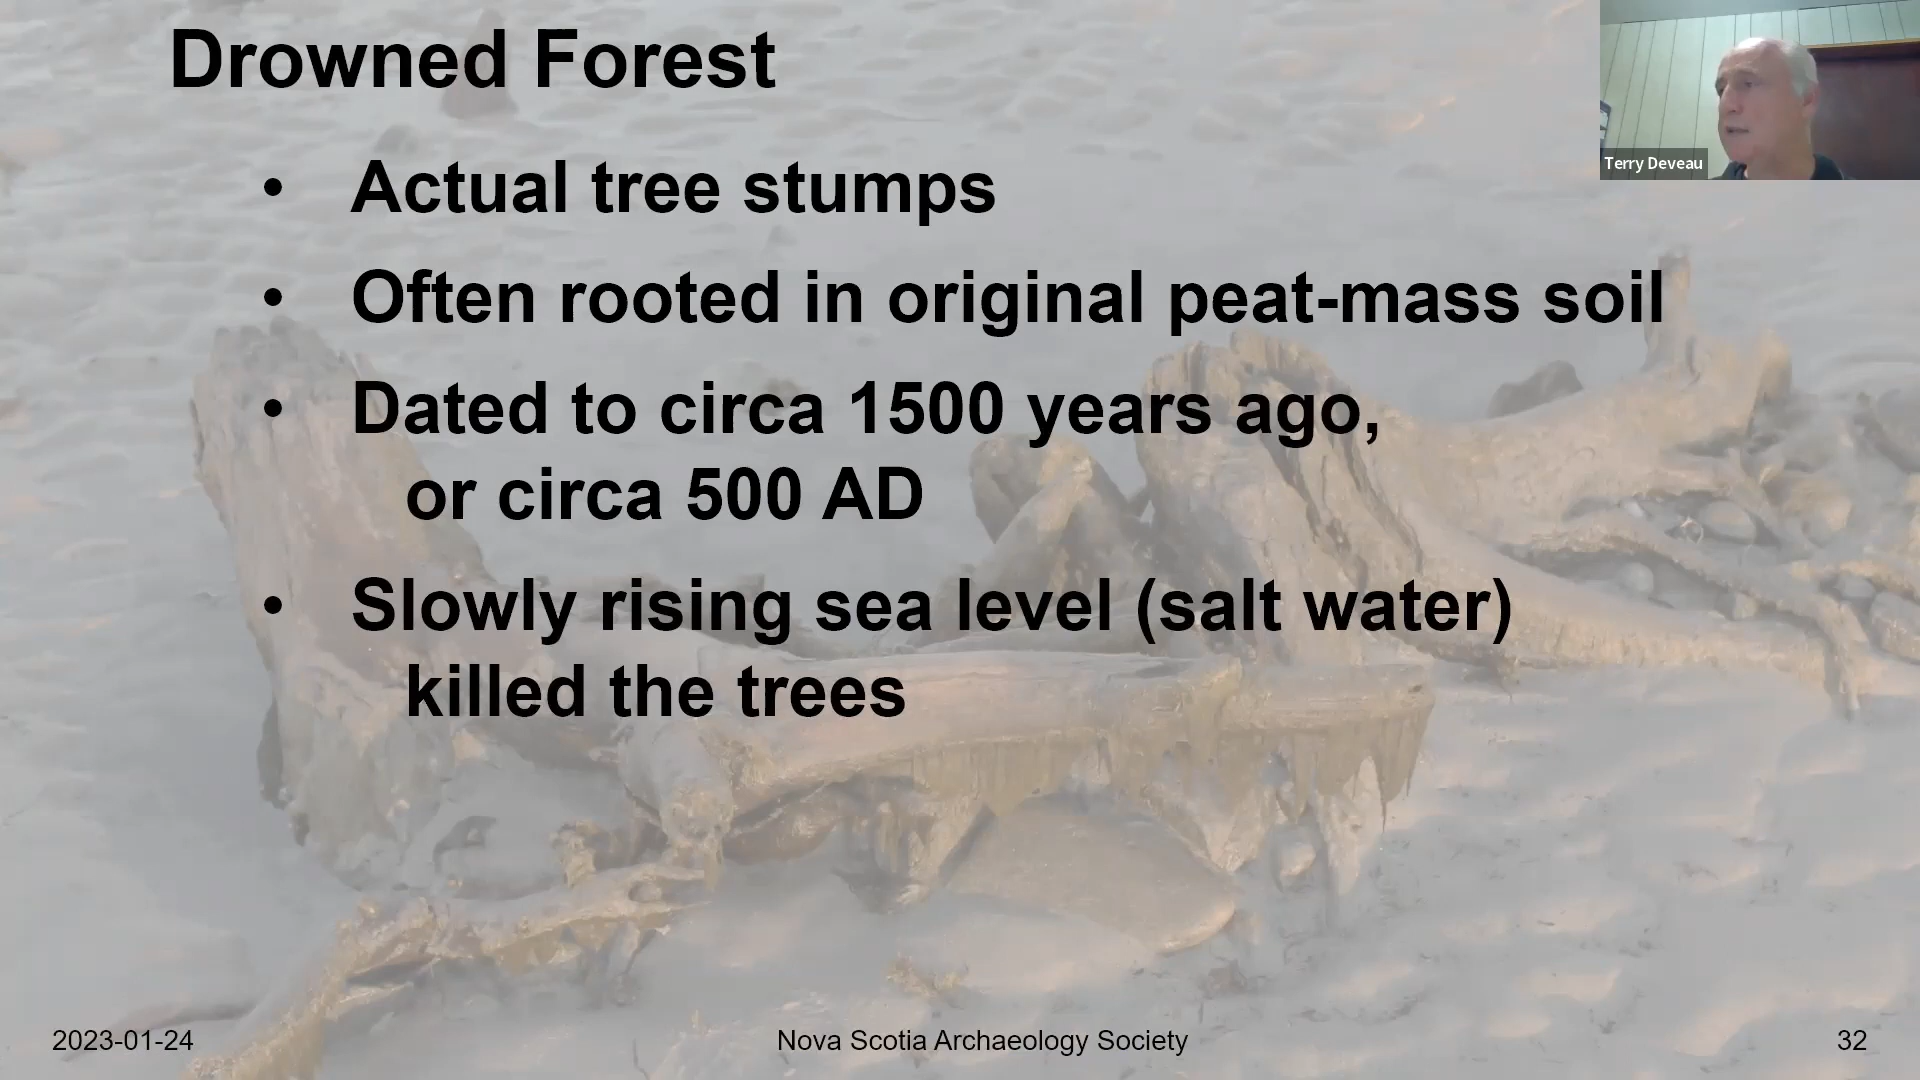 Drowned Forest
Terry Deveau
• Actual tree stumps
• Often rooted in original peat-mass soil
• Dated to circa 1500 years ago,
or circa 500 AD
• Slowly rising sea level (salt water)
killed the trees
2023-01-24
Nova Scotia Archaeology Society
32